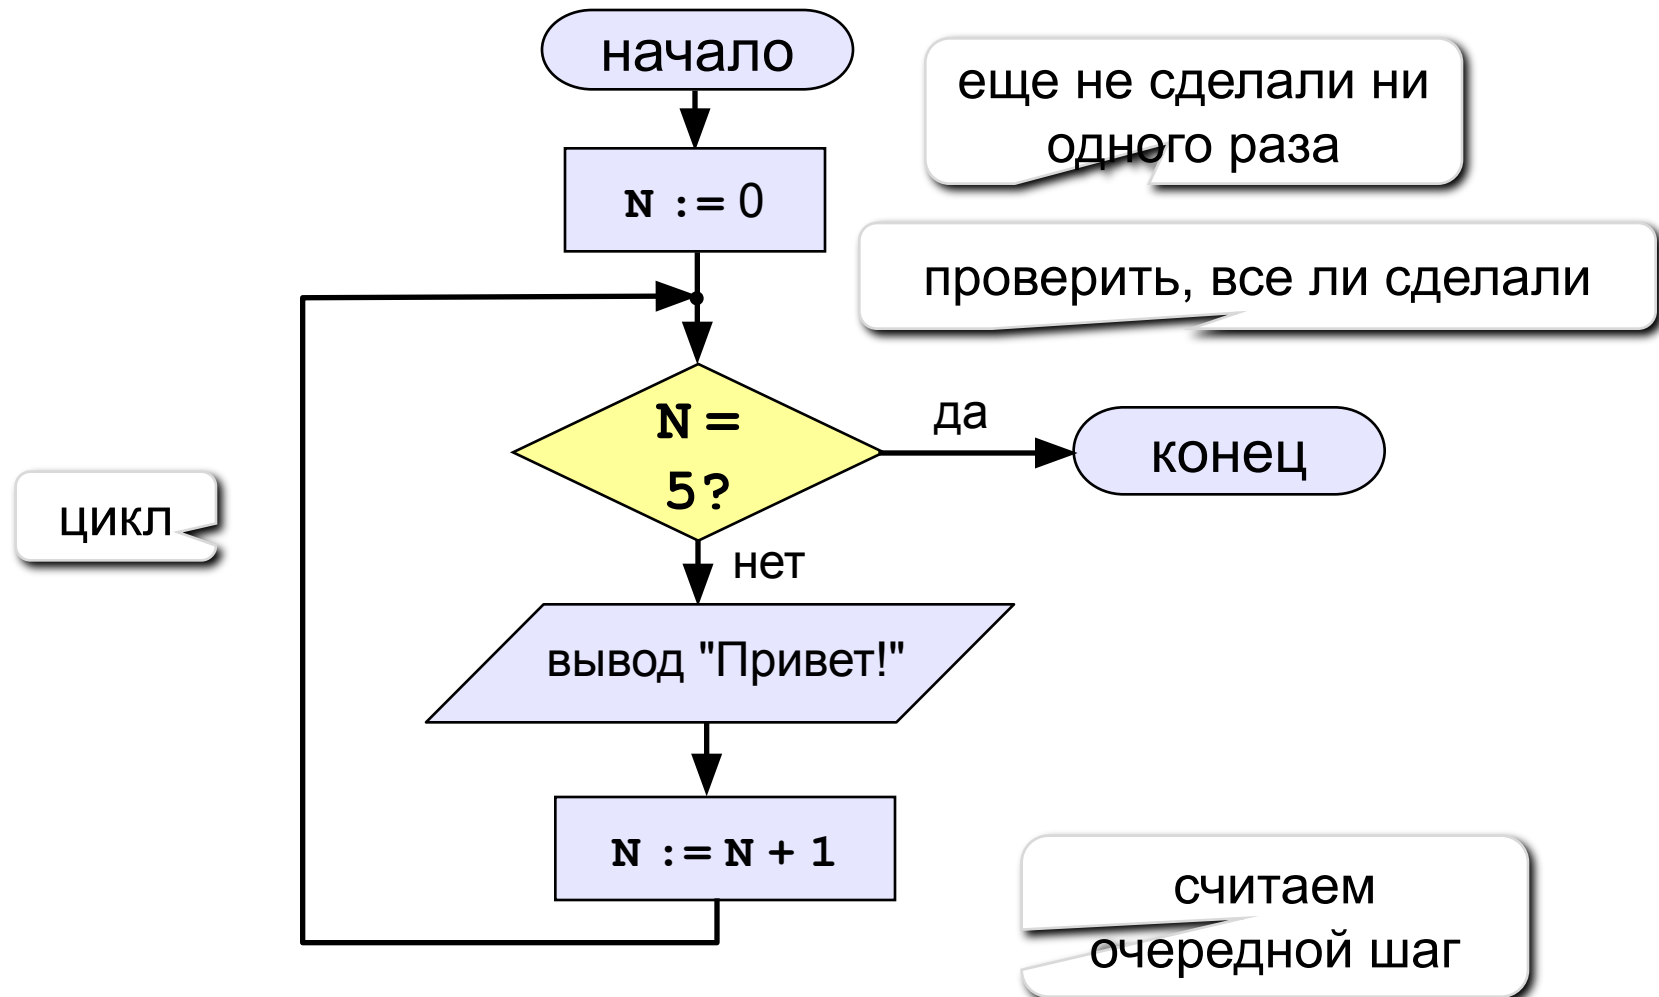 начало
еще не сделали ни
одного раза
N := 0
проверить, все ли сделали
N =
5?
да
конец
цикл
нет
вывод "Привет!"
N := N + 1
считаем
очередной шаг